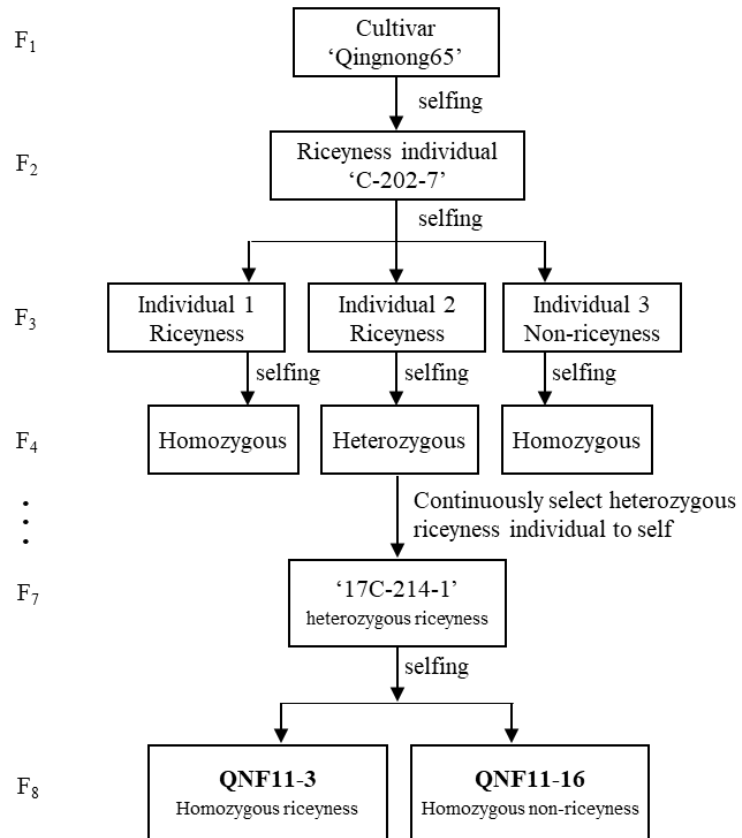 F₁
Cultivar
‘Qingnong65’
selfing
F₂
Riceyness individual
‘C-202-7’
selfing
F₃
Individual 1
Riceyness
Individual 2
Riceyness
Individual 3
Non-riceyness
selfing
selfing
selfing
F₄
Homozygous
Heterozygous
Homozygous
Continuously select heterozygous
riceyness individual to self
F₇
‘17C-214-1’
heterozygous riceyness
selfing
F₈
QNF11-3
Homozygous riceyness
QNF11-16
Homozygous non-riceyness